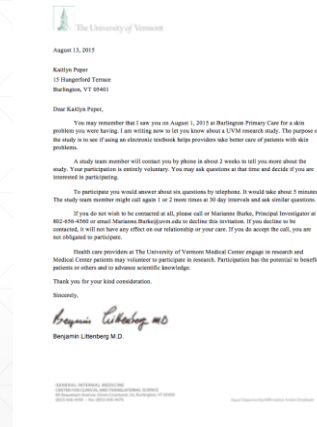 The University of Vermont
August 13, 2015
Kaitlyn Peper
15 Hungerford Terrace
Burlington, VT 05401
Dear Kaitlyn Peper,
You may remember that I saw you on August 1, 2015 at Burlington Primary Care for a skin
problem you were having. I am writing now to let you know about a UVM research study. The purpose o
the study is to see if using an electronic textbook helps providers take better care of patients with skin
problems.
A study team member will contact you by phone in about 2 weeks to tell you more about the
study. Your participation is entirely voluntary. You may ask questions at that time and decide if you are
interested in participating.
To participate you would answer about six questions by telephone. It would take about 5 minutes
The study team member might call again 1 or 2 more times at 30 day intervals and ask similar questions.
If you do not wish to be contacted at all, please call or Marianne Burke, Principal Investigator at
802-656-4560 or email Marianne.Burke@uvm.edu to decline this invitation. If you decline to be
contacted, it will not have any effect on our relationship or your care. If you do accept the call, you are
not obligated to participate.
Health care providers at The University of Vermont Medical Center engage in research and
Medical Center patients may volunteer to participate in research. Participation has the potential to benefit
patients or others and to advance scientific knowledge.
Thank you for your kind consideration.
Sincerely,
Benjamin Littenberg MD
Benjamin Littenberg M.D.
GENERAL INTERNAL MEDICINE
CENTER FOR CLINICAL AND TRANSLATIONAL SCIENCE